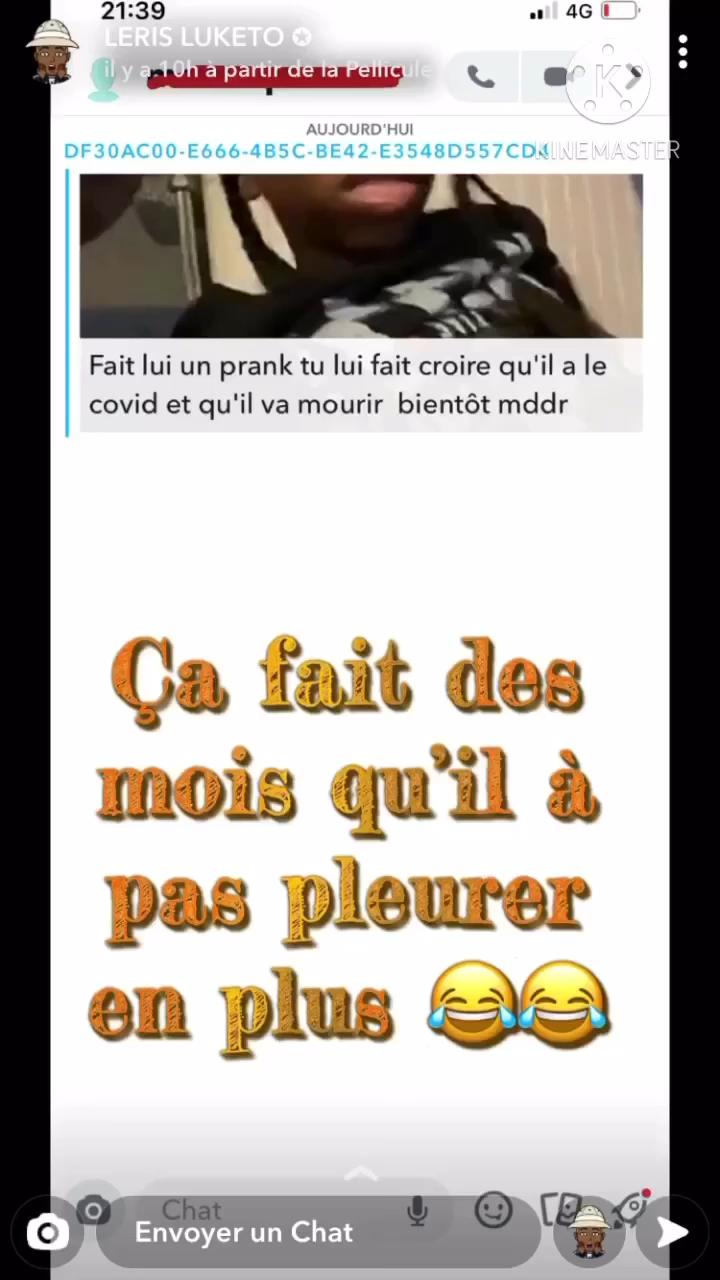 21:39
4G
LERIS LUKETO
il y a 10h à partir de la Pellicule
K
KINEMASTER
AUJOURD'HUI
DF30AC00-E666-4B5C-BE42-E3548D557CD
Fait lui un prank tu lui fait croire qu'il a le
covid et qu'il va mourir bientôt mddr
Ça fait des
mois qu'il à
pas pleurer
en plus 😂😂
Chat
Envoyer un Chat